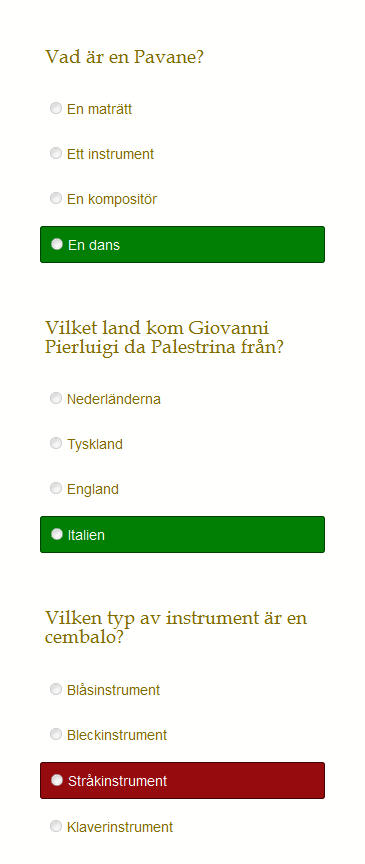 Vad är en Pavane?
En maträtt
Ett instrument
En kompositör
En dans
Vilket land kom Giovanni
Pierluigi da Palestrina från?
Nederländerna
Tyskland
England
Italien
Vilken typ av instrument är en
cembalo?
Blåsinstrument
Bleckinstrument
Stråkinstrument
Klaverinstrument